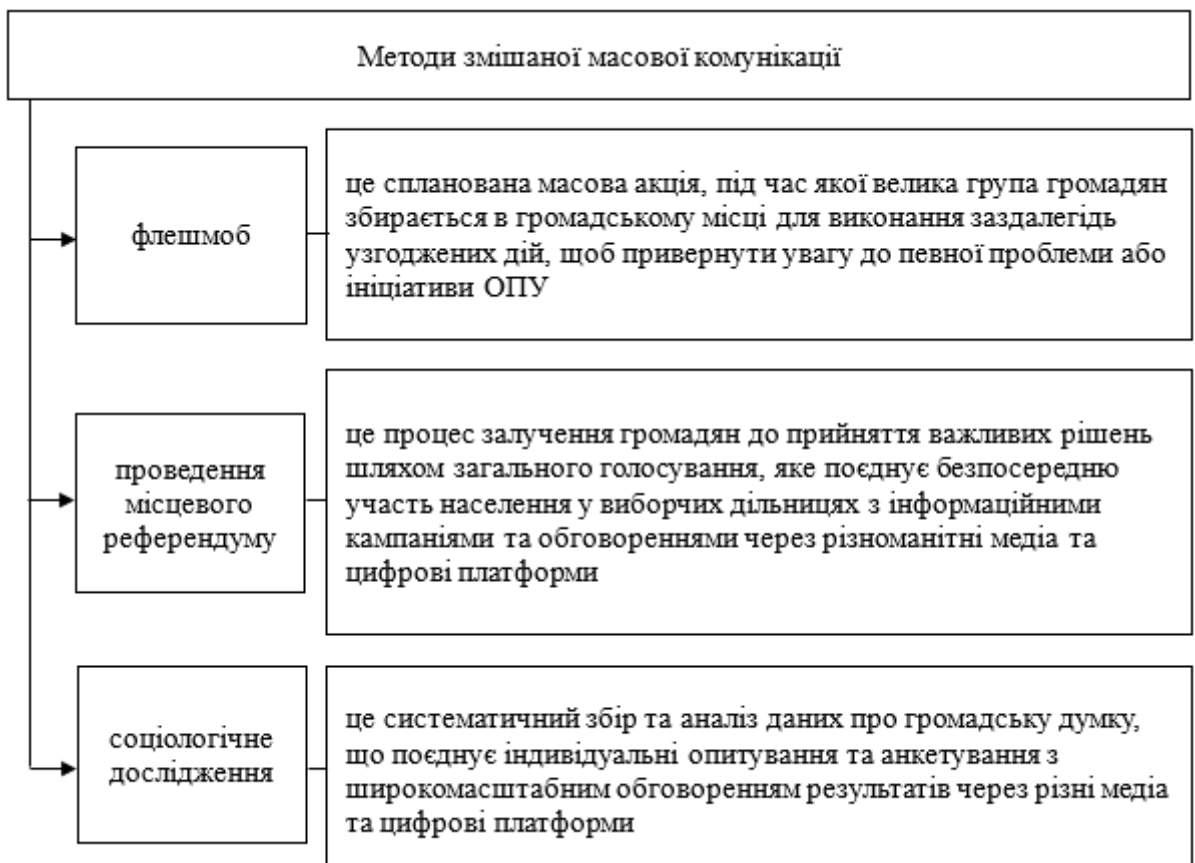 Методи змішаної масової комунікації
флешмоб
це спланована масова акція, під час якої велика група громадян
збирається в громадському місці для виконання заздалегідь
узгоджених дій, щоб привернути увагу до певної проблеми або
ініціативи ОПУ
проведення
місцевого
референдуму
це процес залучення громадян до прийняття важливих рішень
шляхом загального голосування, яке поєднує безпосередню
участь населення у виборчих дільницях з інформаційними
кампаніями та обговореннями через різноманітні медіа та
цифрові платформи
соціологічне
дослідження
це систематичний збір та аналіз даних про громадську думку,
що поєднує індивідуальні опитування та анкетування з
широкомасштабним обговоренням результатів через різні медіа
та цифрові платформи